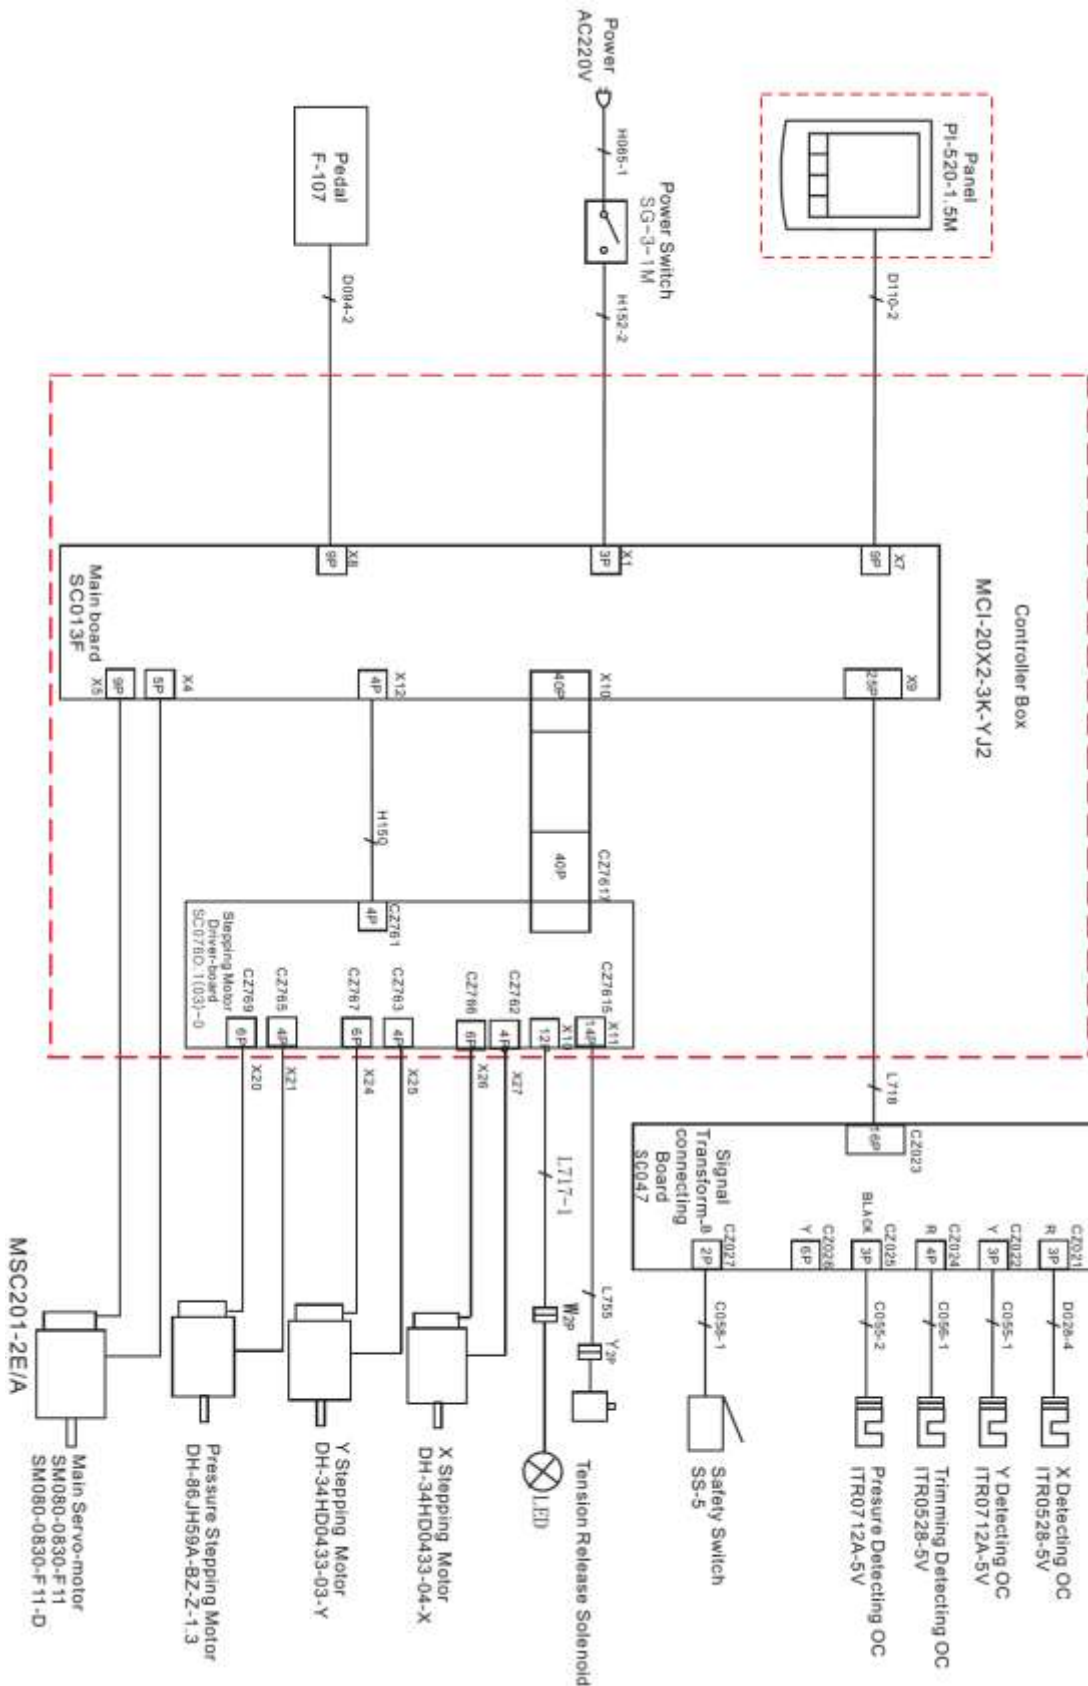 Panel
PI-520-1.5M
D110-2
Power
AC220V
H065-1
Power Switch
SG-3-1M
H152-2
Pedal
F-107
D094-2
Controller Box
MCI-20X2-3K-YJ2
X7
9P
X1
3P
X8
9P
Main board
SC013F
X9
25P
X10
40P
X12
4P
X4
5P
X5
9P
H150
CZ7617
40P
CZ761
4P
Stepping Motor
Driver-board
SC0760.1(03)-0
CZ7615
X11
14P
X10
12P
CZ762
4P
X27
CZ766
6P
X26
CZ763
4P
X25
CZ767
6P
X24
CZ765
4P
X21
CZ769
6P
X20
L718
CZ023
16P
Signal
Transform-
connecting
Board
SC047
CZ021
R
3P
D028-4
X Detecting OC
ITR0528-5V
CZ022
Y
3P
C055-1
Y Detecting OC
ITR0712A-5V
CZ024
R
4P
C056-1
Trimming Detecting OC
ITR0528-5V
CZ025
BLACK
3P
C055-2
Presure Detecting OC
ITR0712A-5V
CZ026
Y
6P
CZ027
B
2P
C058-1
Safety Switch
SS-5
L755
Y2P
Tension Release Solenoid
L717-1
W2P
LED
X Stepping Motor
DH-34HD0433-04-X
Y Stepping Motor
DH-34HD0433-03-Y
Pressure Stepping Motor
DH-86JH59A-BZ-Z-1.3
Main Servo-motor
SM080-0830-F11
SM080-0830-F11-D
MSC201-2E/A